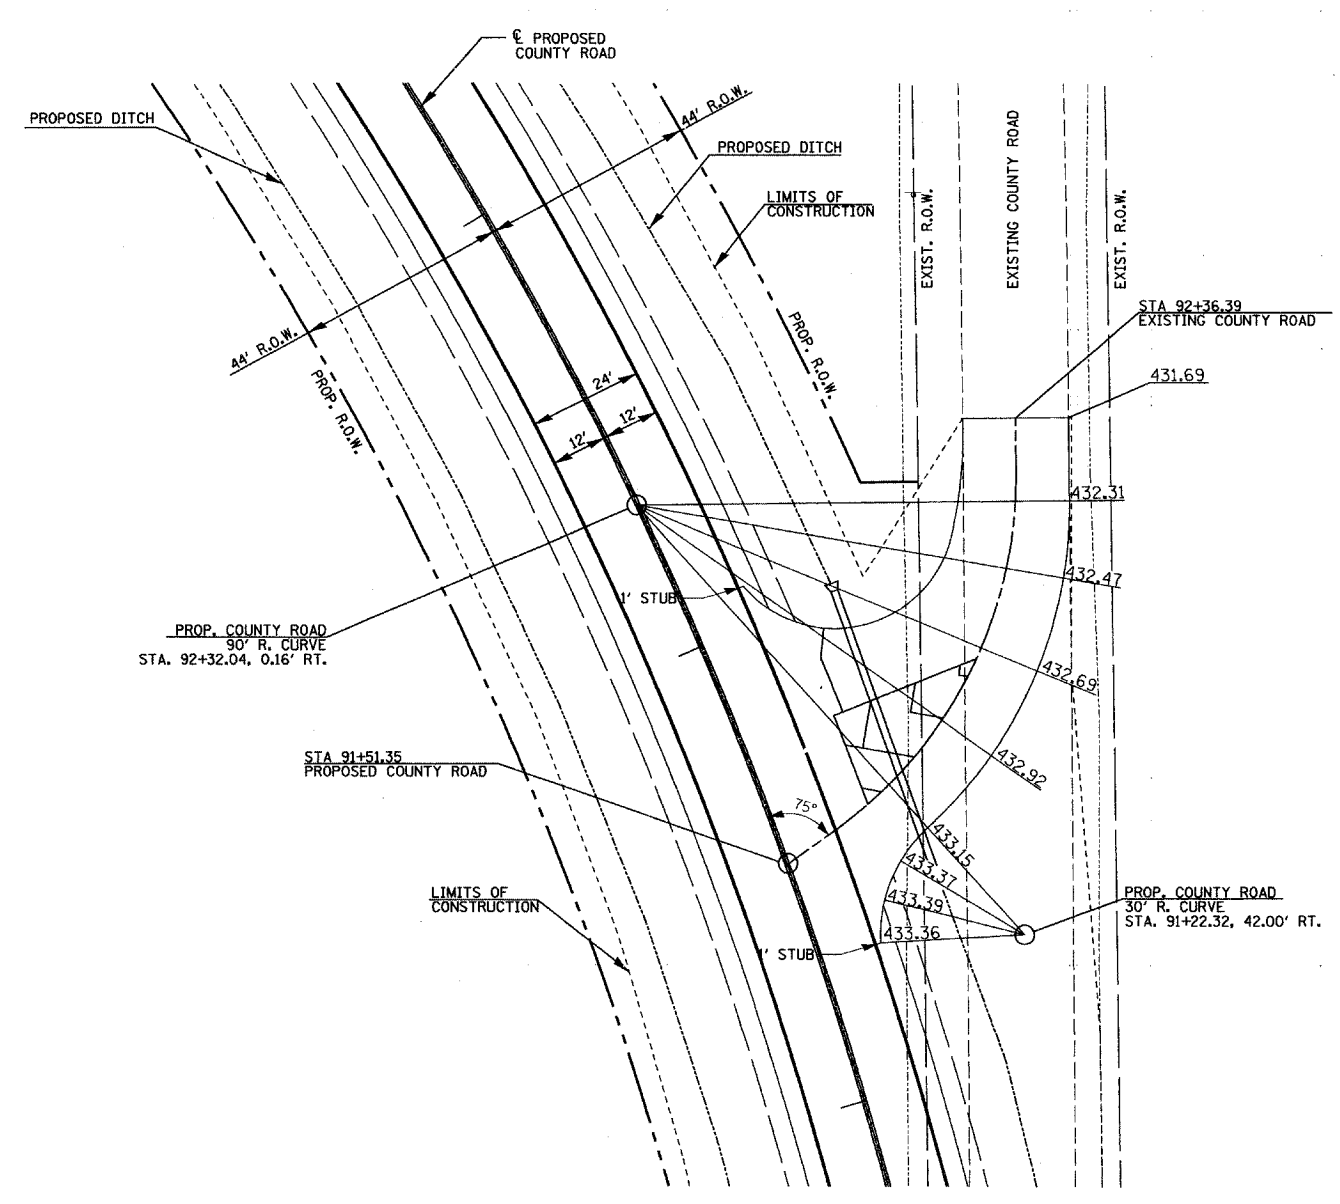 ℄ PROPOSED
COUNTY ROAD
PROPOSED DITCH
44' R.O.W.
PROPOSED DITCH
LIMITS OF
CONSTRUCTION
EXIST. R.O.W.
EXISTING COUNTY ROAD
EXIST. R.O.W.
STA 92+36.39
EXISTING COUNTY ROAD
44' R.O.W.
PROP. R.O.W.
PROP. R.O.W.
431.69
24'
12'
12'
432.31
432.47
1' STUB
PROP. COUNTY ROAD
90' R. CURVE
STA. 92+32.04, 0.16' RT.
432.69
432.92
STA 91+51.35
PROPOSED COUNTY ROAD
75°
433.15
433.37
LIMITS OF
CONSTRUCTION
433.39
PROP. COUNTY ROAD
30' R. CURVE
STA. 91+22.32, 42.00' RT.
433.36
1' STUB